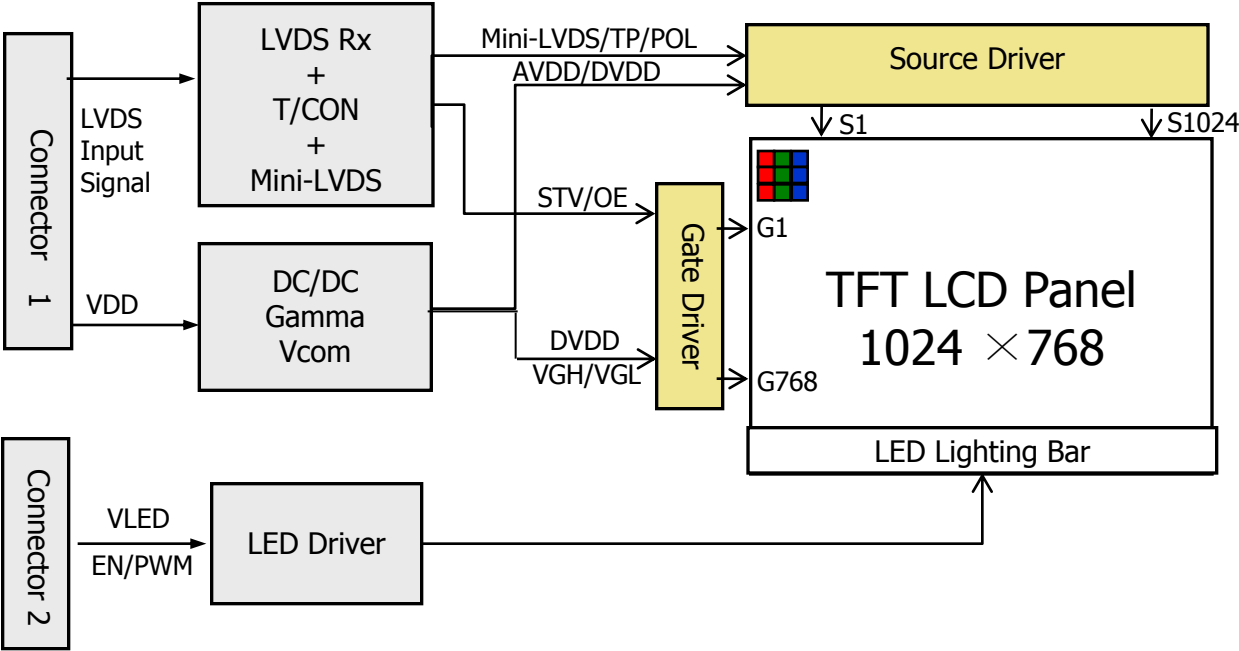 Connector 1
LVDS
Input
Signal
VDD
LVDS Rx
+
T/CON
+
Mini-LVDS
DC/DC
Gamma
Vcom
Mini-LVDS/TP/POL
AVDD/DVDD
STV/OE
DVDD
VGH/VGL
Source Driver
S1
S1024
Gate Driver
G1
G768
TFT LCD Panel
1024 ×768
LED Lighting Bar
Connector 2
VLED
EN/PWM
LED Driver